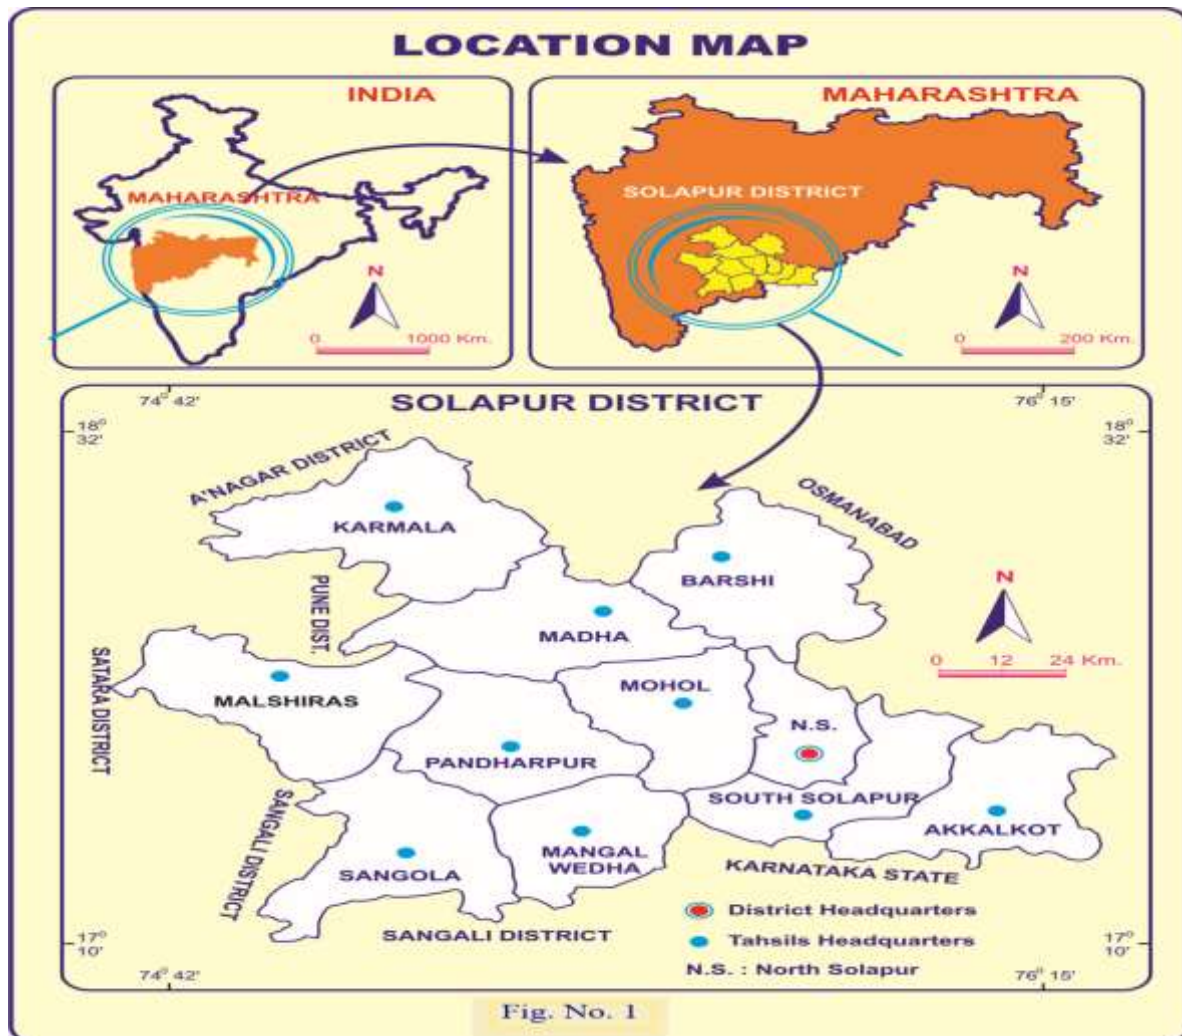 LOCATION MAP
INDIA
MAHARASHTRA
N
0 1000 Km.
MAHARASHTRA
SOLAPUR DISTRICT
N
0 200 Km.
74° 42'
SOLAPUR DISTRICT
76° 15'
18°
32'
18°
32'
A'NAGAR DISTRICT
KARMALA
OSMANABAD
BARSHI
PUNE DIST.
MADHA
N
0 12 24 Km.
SATARA DISTRICT
MALSHIRAS
MOHOL
N.S.
PANDHARPUR
SOUTH SOLAPUR
AKKALKOT
SANGALI DISTRICT
SANGOLA
MANGAL
WEDHA
KARNATAKA STATE
SANGALI DISTRICT
District Headquarters
Tahsils Headquarters
N.S. : North Solapur
17°
10'
17°
10'
74° 42'
76° 15'
Fig. No. 1